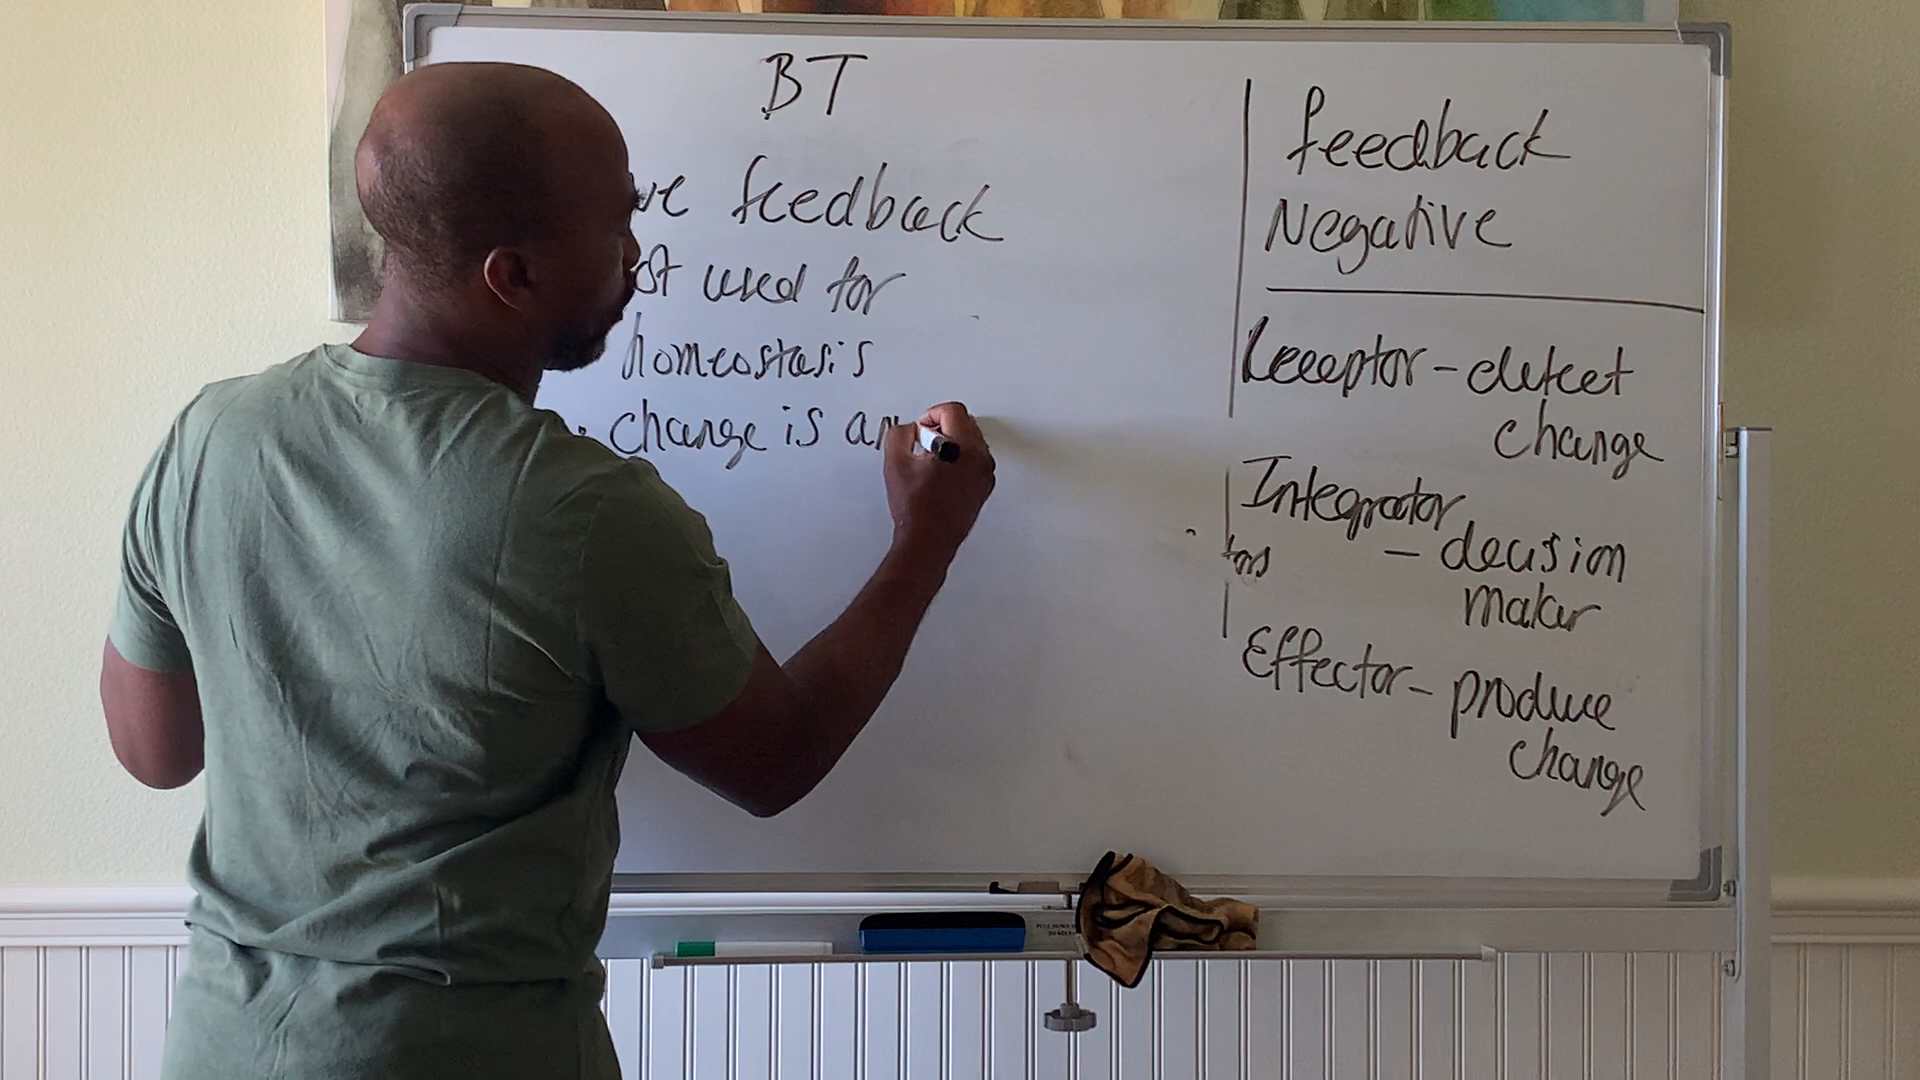 BT
ve feedback
st used for
homeostasis
· change is an
feedback
Negative
Receptor - detect
change
Integrator
- decision
maker
tors
Effector - produce
change